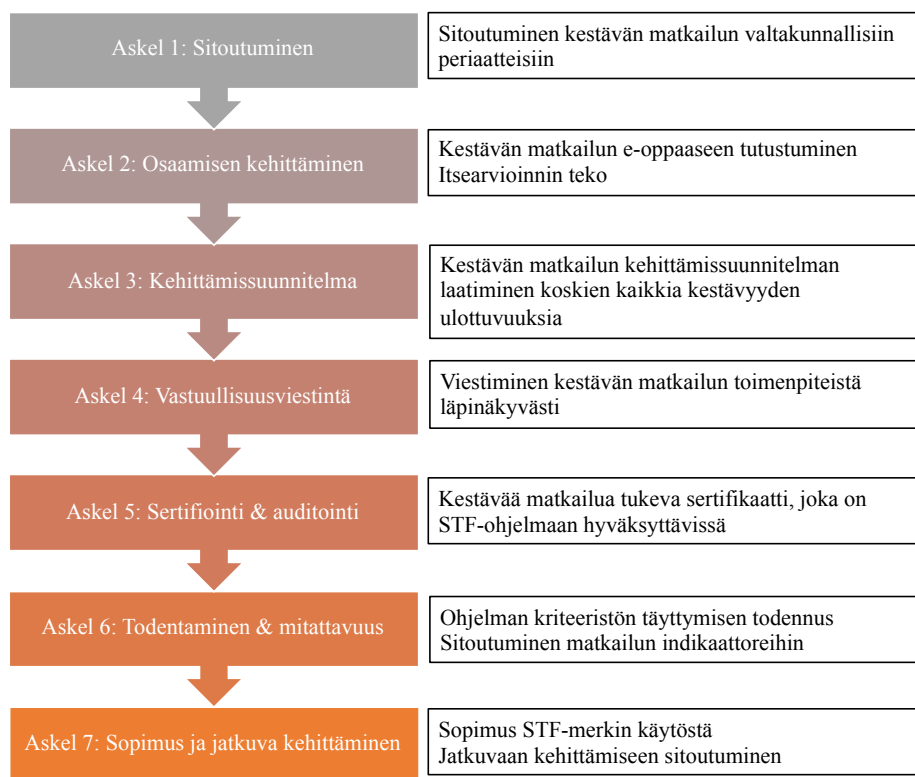 Askel 1: Sitoutuminen
Sitoutuminen kestävän matkailun valtakunnallisiin
periaatteisiin
Askel 2: Osaamisen kehittäminen
Kestävän matkailun e-oppaaseen tutustuminen
Itsearvioinnin teko
Askel 3: Kehittämissuunnitelma
Kestävän matkailun kehittämissuunnitelman
laatiminen koskien kaikkia kestävyyden
ulottuvuuksia
Askel 4: Vastuullisuusviestintä
Viestiminen kestävän matkailun toimenpiteistä
läpinäkyvästi
Askel 5: Sertifiointi & auditointi
Kestävää matkailua tukeva sertifikaatti, joka on
STF-ohjelmaan hyväksyttävissä
Askel 6: Todentaminen & mitattavuus
Ohjelman kriteeristön täyttymisen todennus
Sitoutuminen matkailun indikaattoreihin
Askel 7: Sopimus ja jatkuva kehittäminen
Sopimus STF-merkin käytöstä
Jatkuvaan kehittämiseen sitoutuminen